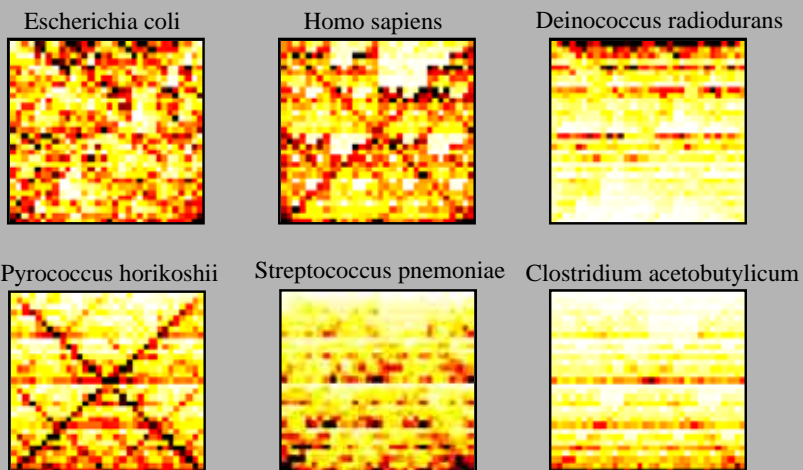 Escherichia coli
Homo sapiens
Deinococcus radiodurans
Pyrococcus horikoshii
Streptococcus pnemoniae
Clostridium acetobutylicum